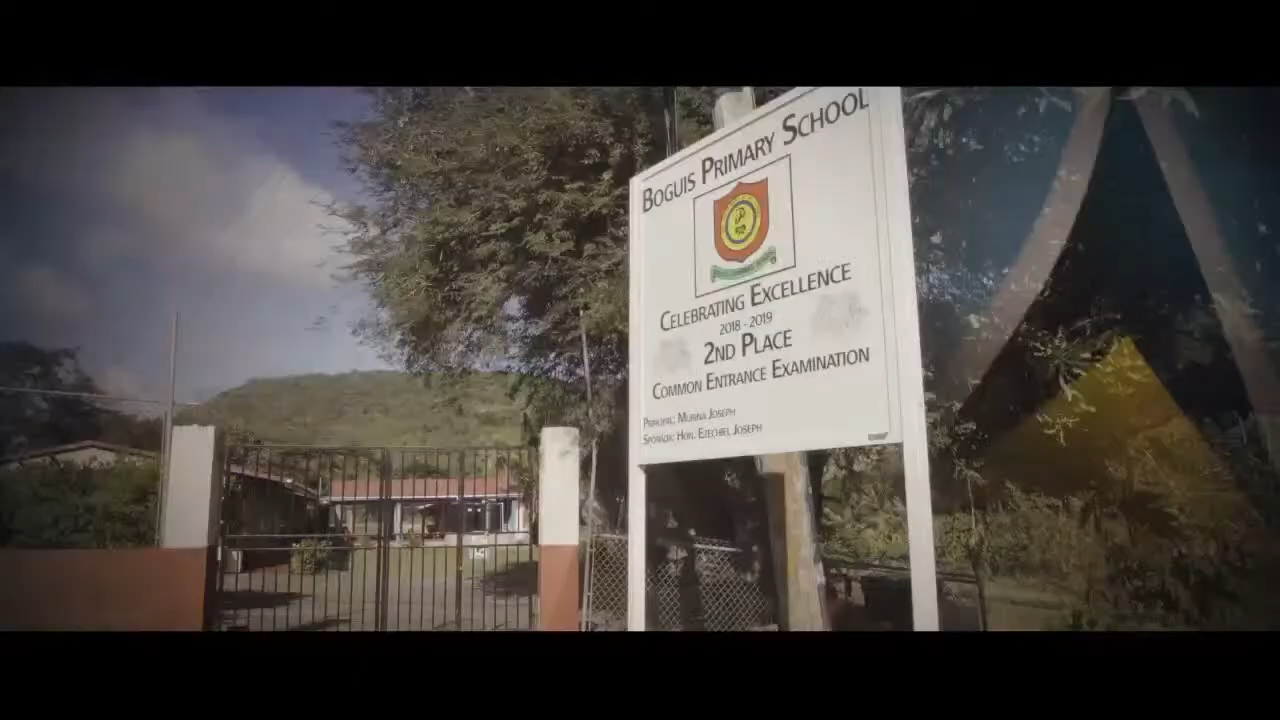 BOGUIS PRIMARY SCHOOL
CELEBRATING EXCELLENCE
2018 - 2019
2ND PLACE
COMMON ENTRANCE EXAMINATION
PRINCIPAL: MURINA JOSEPH
SPONSOR: HON. EZECHIEL JOSEPH